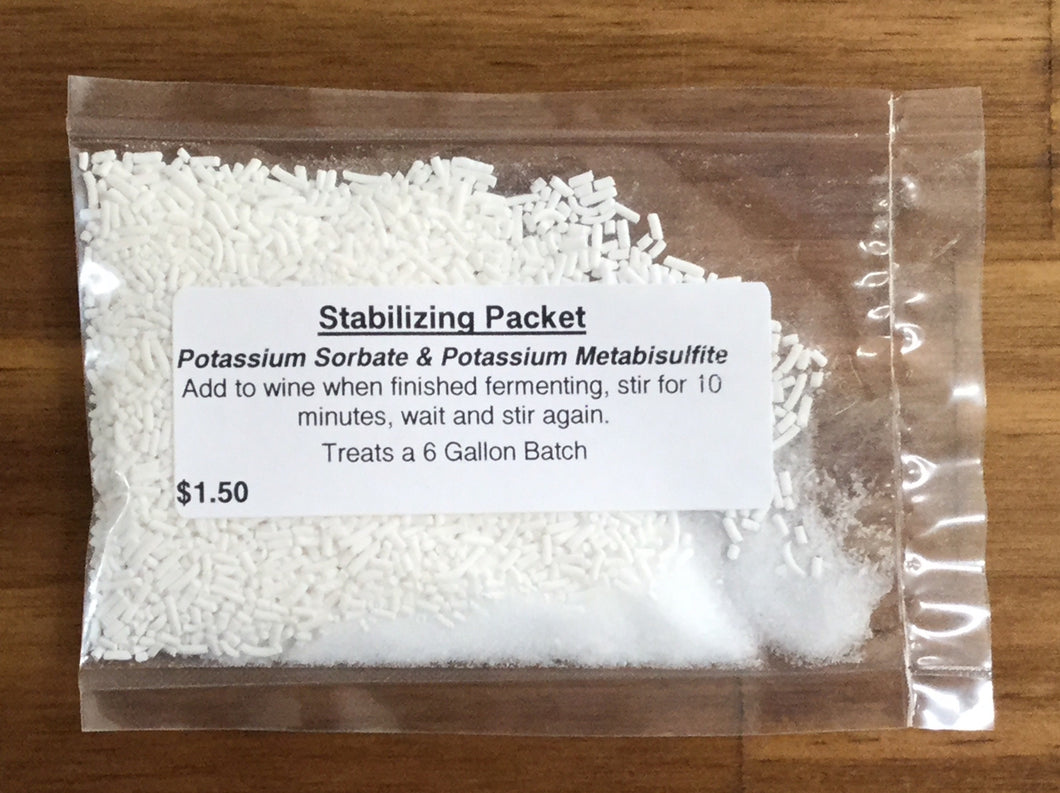 Stabilizing Packet
Potassium Sorbate & Potassium Metabisulfite
Add to wine when finished fermenting, stir for 10
minutes, wait and stir again.
Treats a 6 Gallon Batch
$1.50